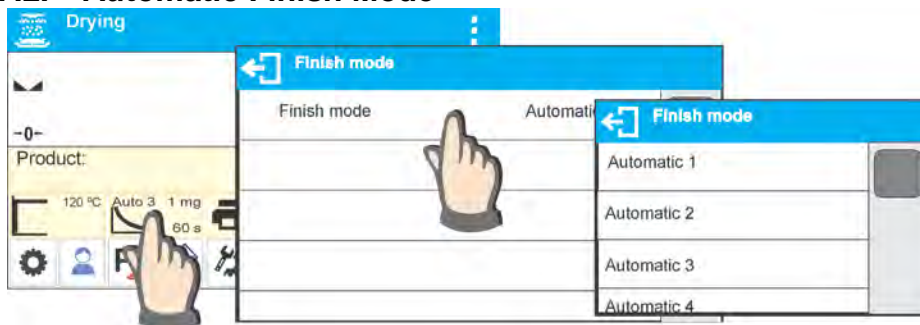 Automatic Finish Mode
Drying
Finish mode
Finish mode
Finish mode
Automatic 1
Automatic 2
Automatic 3
Automatic 4
-0-
Product:
120 °C
Auto 3 1 mg
60 s